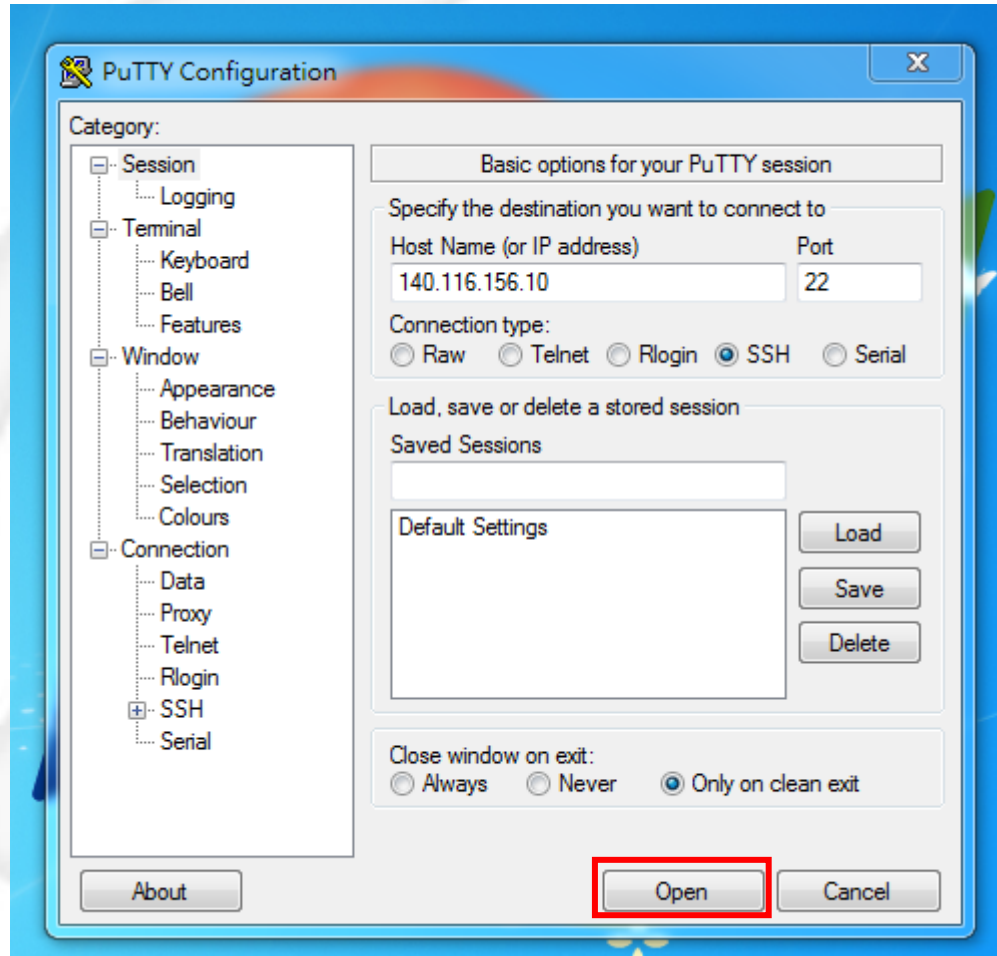 PuTTY Configuration
Category:
Session
Logging
Terminal
Keyboard
Bell
Features
Window
Appearance
Behaviour
Translation
Selection
Colours
Connection
Data
Proxy
Telnet
Rlogin
SSH
Serial
Basic options for your PuTTY session
Specify the destination you want to connect to
Host Name (or IP address) Port
140.116.156.10 22
Connection type:
Raw Telnet Rlogin SSH Serial
Load, save or delete a stored session
Saved Sessions
Default Settings
Load
Save
Delete
Close window on exit:
Always Never Only on clean exit
About Open Cancel